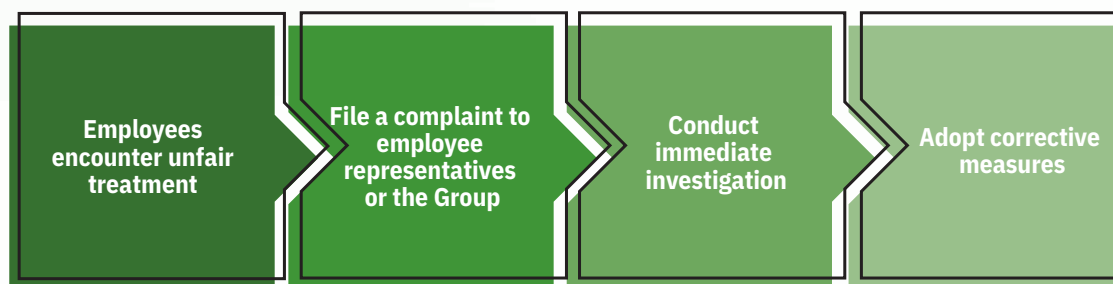 Employees
encounter unfair
treatment
File a complaint to
employee
representatives
or the Group
Conduct
immediate
investigation
Adopt corrective
measures